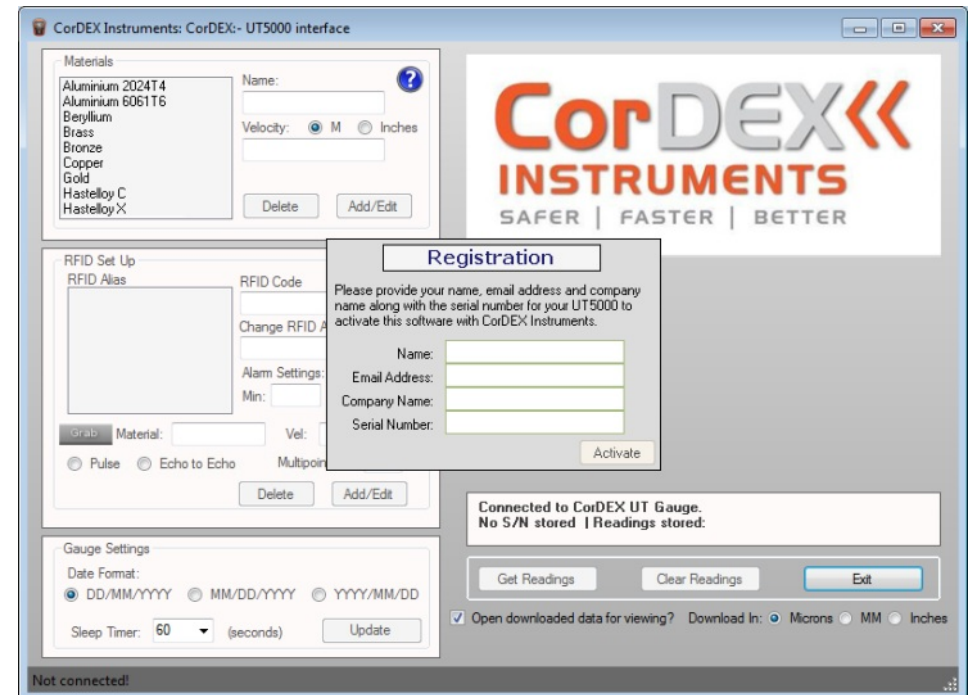 CorDEX Instruments: CorDEX:- UT5000 interface
Materials
Aluminium 2024T4
Aluminium 6061T6
Beryllium
Brass
Bronze
Copper
Gold
Hastelloy C
Hastelloy X
Name:
?
Velocity: M Inches
Delete Add/Edit
CorDEX
INSTRUMENTS
SAFER | FASTER | BETTER
RFID Set Up
RFID Alias
RFID Code
Change RFID A
Alarm Settings:
Min:
Grab Material: Vel:
Pulse Echo to Echo Multipoin
Delete Add/Edit
Registration
Please provide your name, email address and company
name along with the serial number for your UT5000 to
activate this software with CorDEX Instruments.
Name:
Email Address:
Company Name:
Serial Number:
Activate
Connected to CorDEX UT Gauge.
No S/N stored | Readings stored:
Gauge Settings
Date Format:
DD/MM/YYYY MM/DD/YYYY YYYY/MM/DD
Sleep Timer: 60 (seconds) Update
Get Readings Clear Readings Exit
Open downloaded data for viewing? Download In: Microns MM Inches
Not connected!